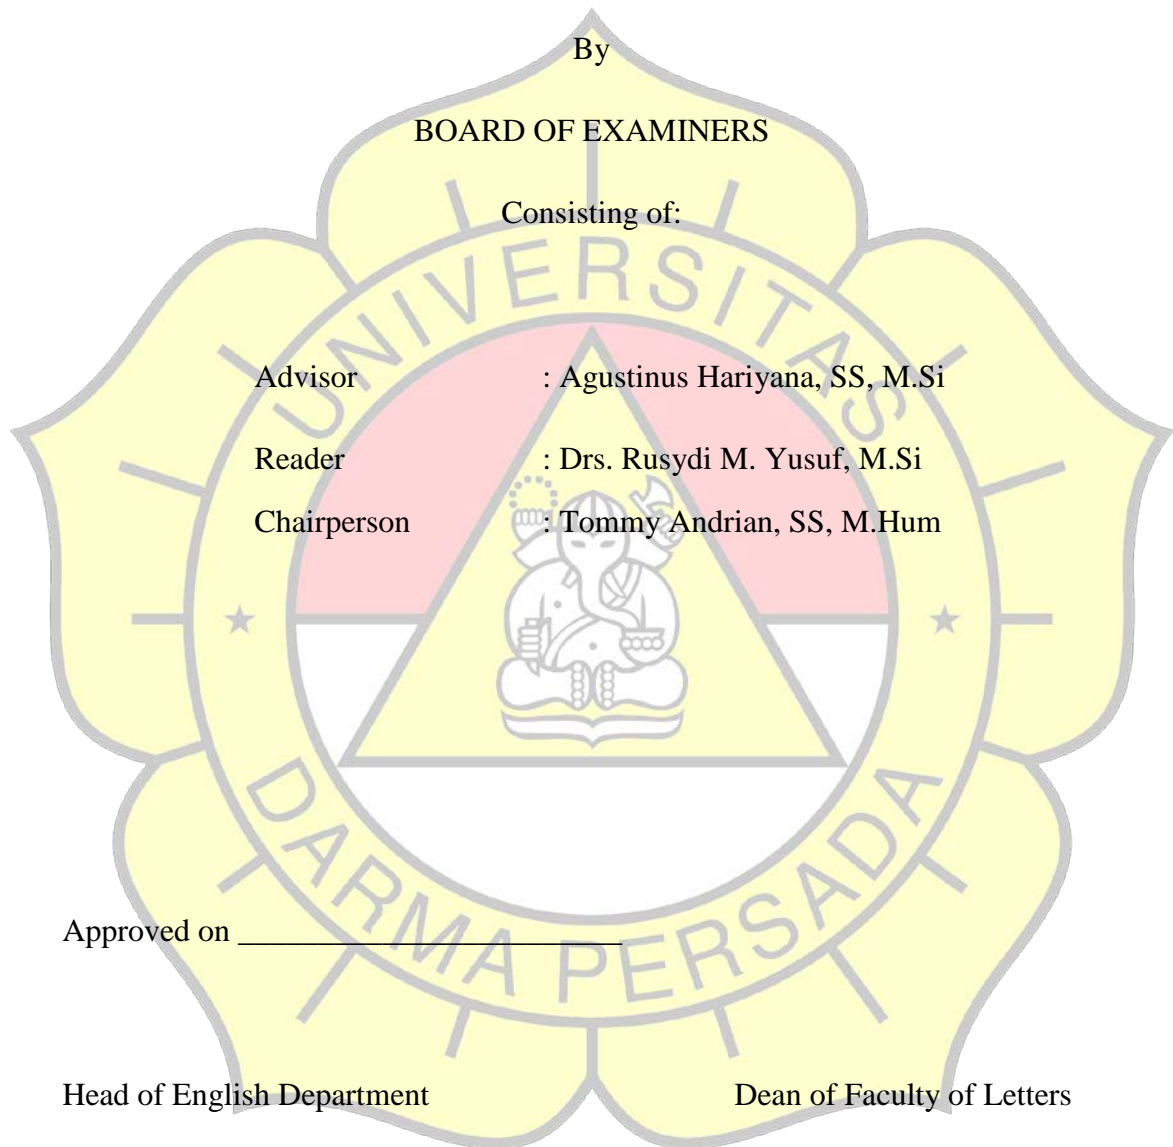 By
BOARD OF EXAMINERS
Consisting of:
UNIVERSITAS
Advisor : Agustinus Hariyana, SS, M.Si
Reader : Drs. Rusydi M. Yusuf, M.Si
Chairperson : Tommy Andrian, SS, M.Hum
DARMA PERSADA
Approved on ________________________
Head of English Department Dean of Faculty of Letters